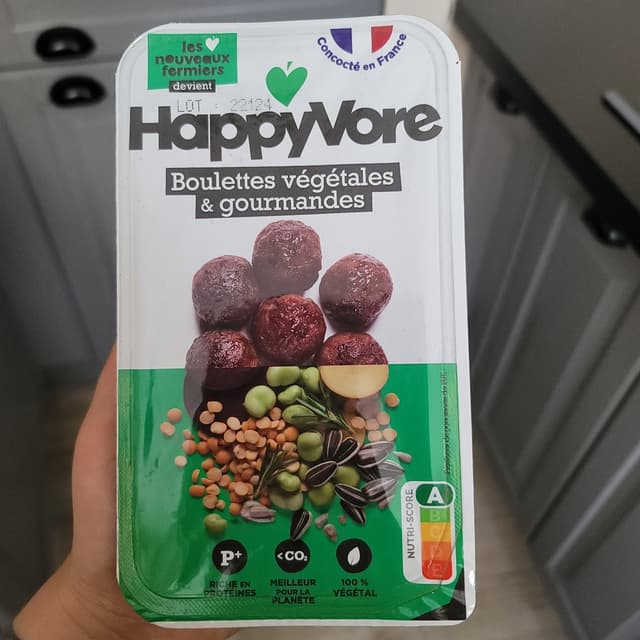 les
nouveaux
fermiers
devient
Concocté en France
LOT : 22124
HappyVore
Boulettes végétales
& gourmandes
NUTRI-SCORE
A
B
C
D
E
P+
RICHE EN
PROTÉINES
<CO₂
MEILLEUR
POUR LA
PLANÈTE
100 %
VÉGÉTAL